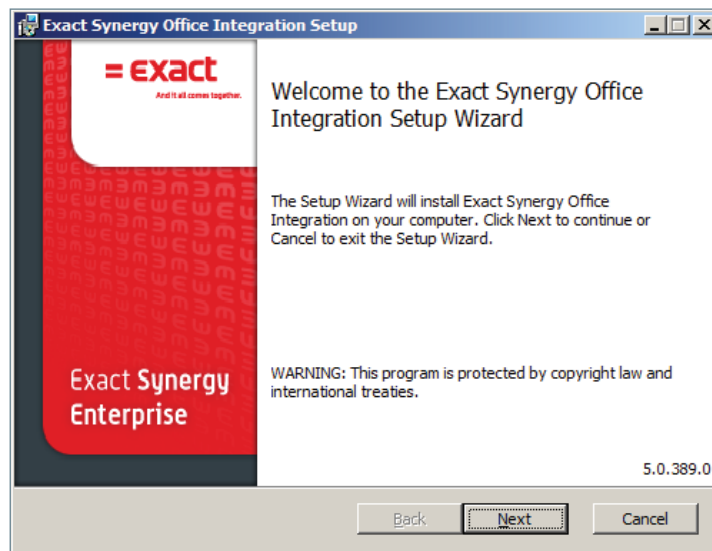 Exact Synergy Office Integration Setup
= exact
And it all comes together.
Welcome to the Exact Synergy Office
Integration Setup Wizard
The Setup Wizard will install Exact Synergy Office
Integration on your computer. Click Next to continue or
Cancel to exit the Setup Wizard.
Exact Synergy
Enterprise
WARNING: This program is protected by copyright law and
international treaties.
5.0.389.0
Back Next Cancel